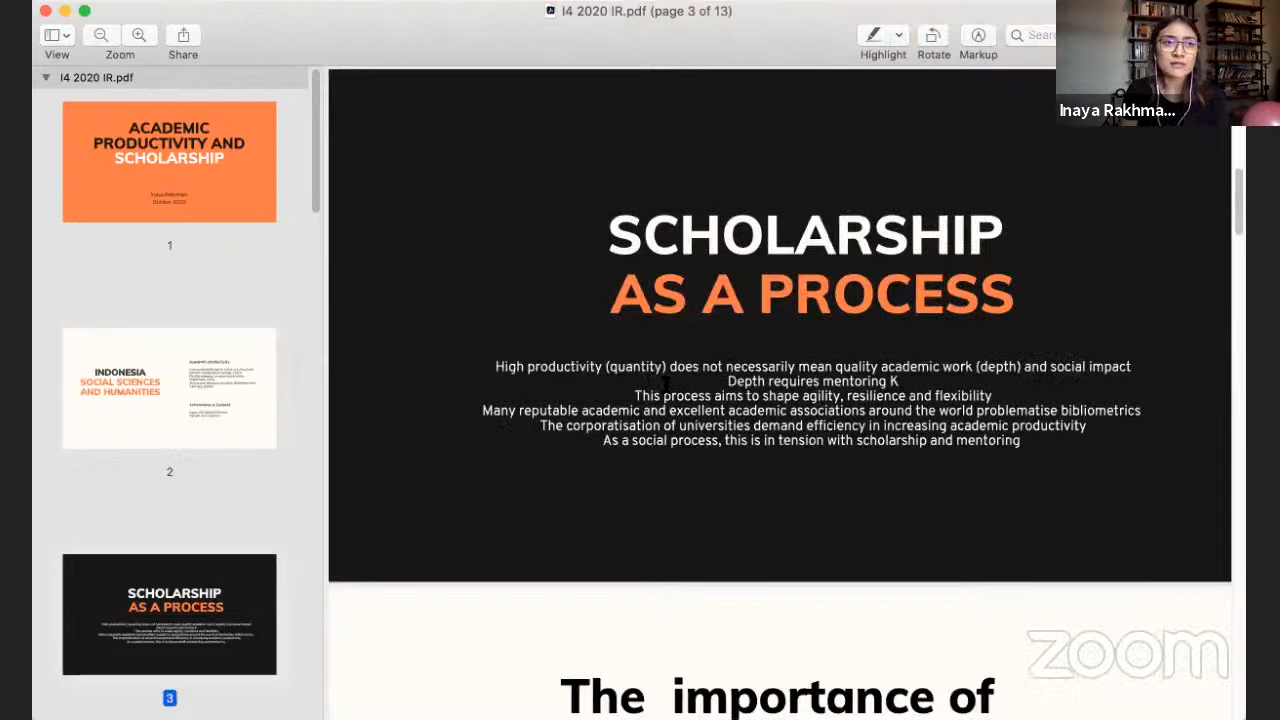 I4 2020 IR.pdf (page 3 of 13)
View
Zoom
Share
Highlight
Rotate
Markup
Sear
Inaya Rakhma...
I4 2020 IR.pdf
ACADEMIC
PRODUCTIVITY AND
SCHOLARSHIP
October 2020
1
INDONESIA
SOCIAL SCIENCES
AND HUMANITIES
2
SCHOLARSHIP
AS A PROCESS
3
SCHOLARSHIP
AS A PROCESS
High productivity (quantity) does not necessarily mean quality academic work (depth) and social impact
Depth requires mentoring K
This process aims to shape agility, resilience and flexibility
Many reputable academic and excellent academic associations around the world problematise bibliometrics
The corporatisation of universities demand efficiency in increasing academic productivity
As a social process, this is in tension with scholarship and mentoring
The importance of
zoom